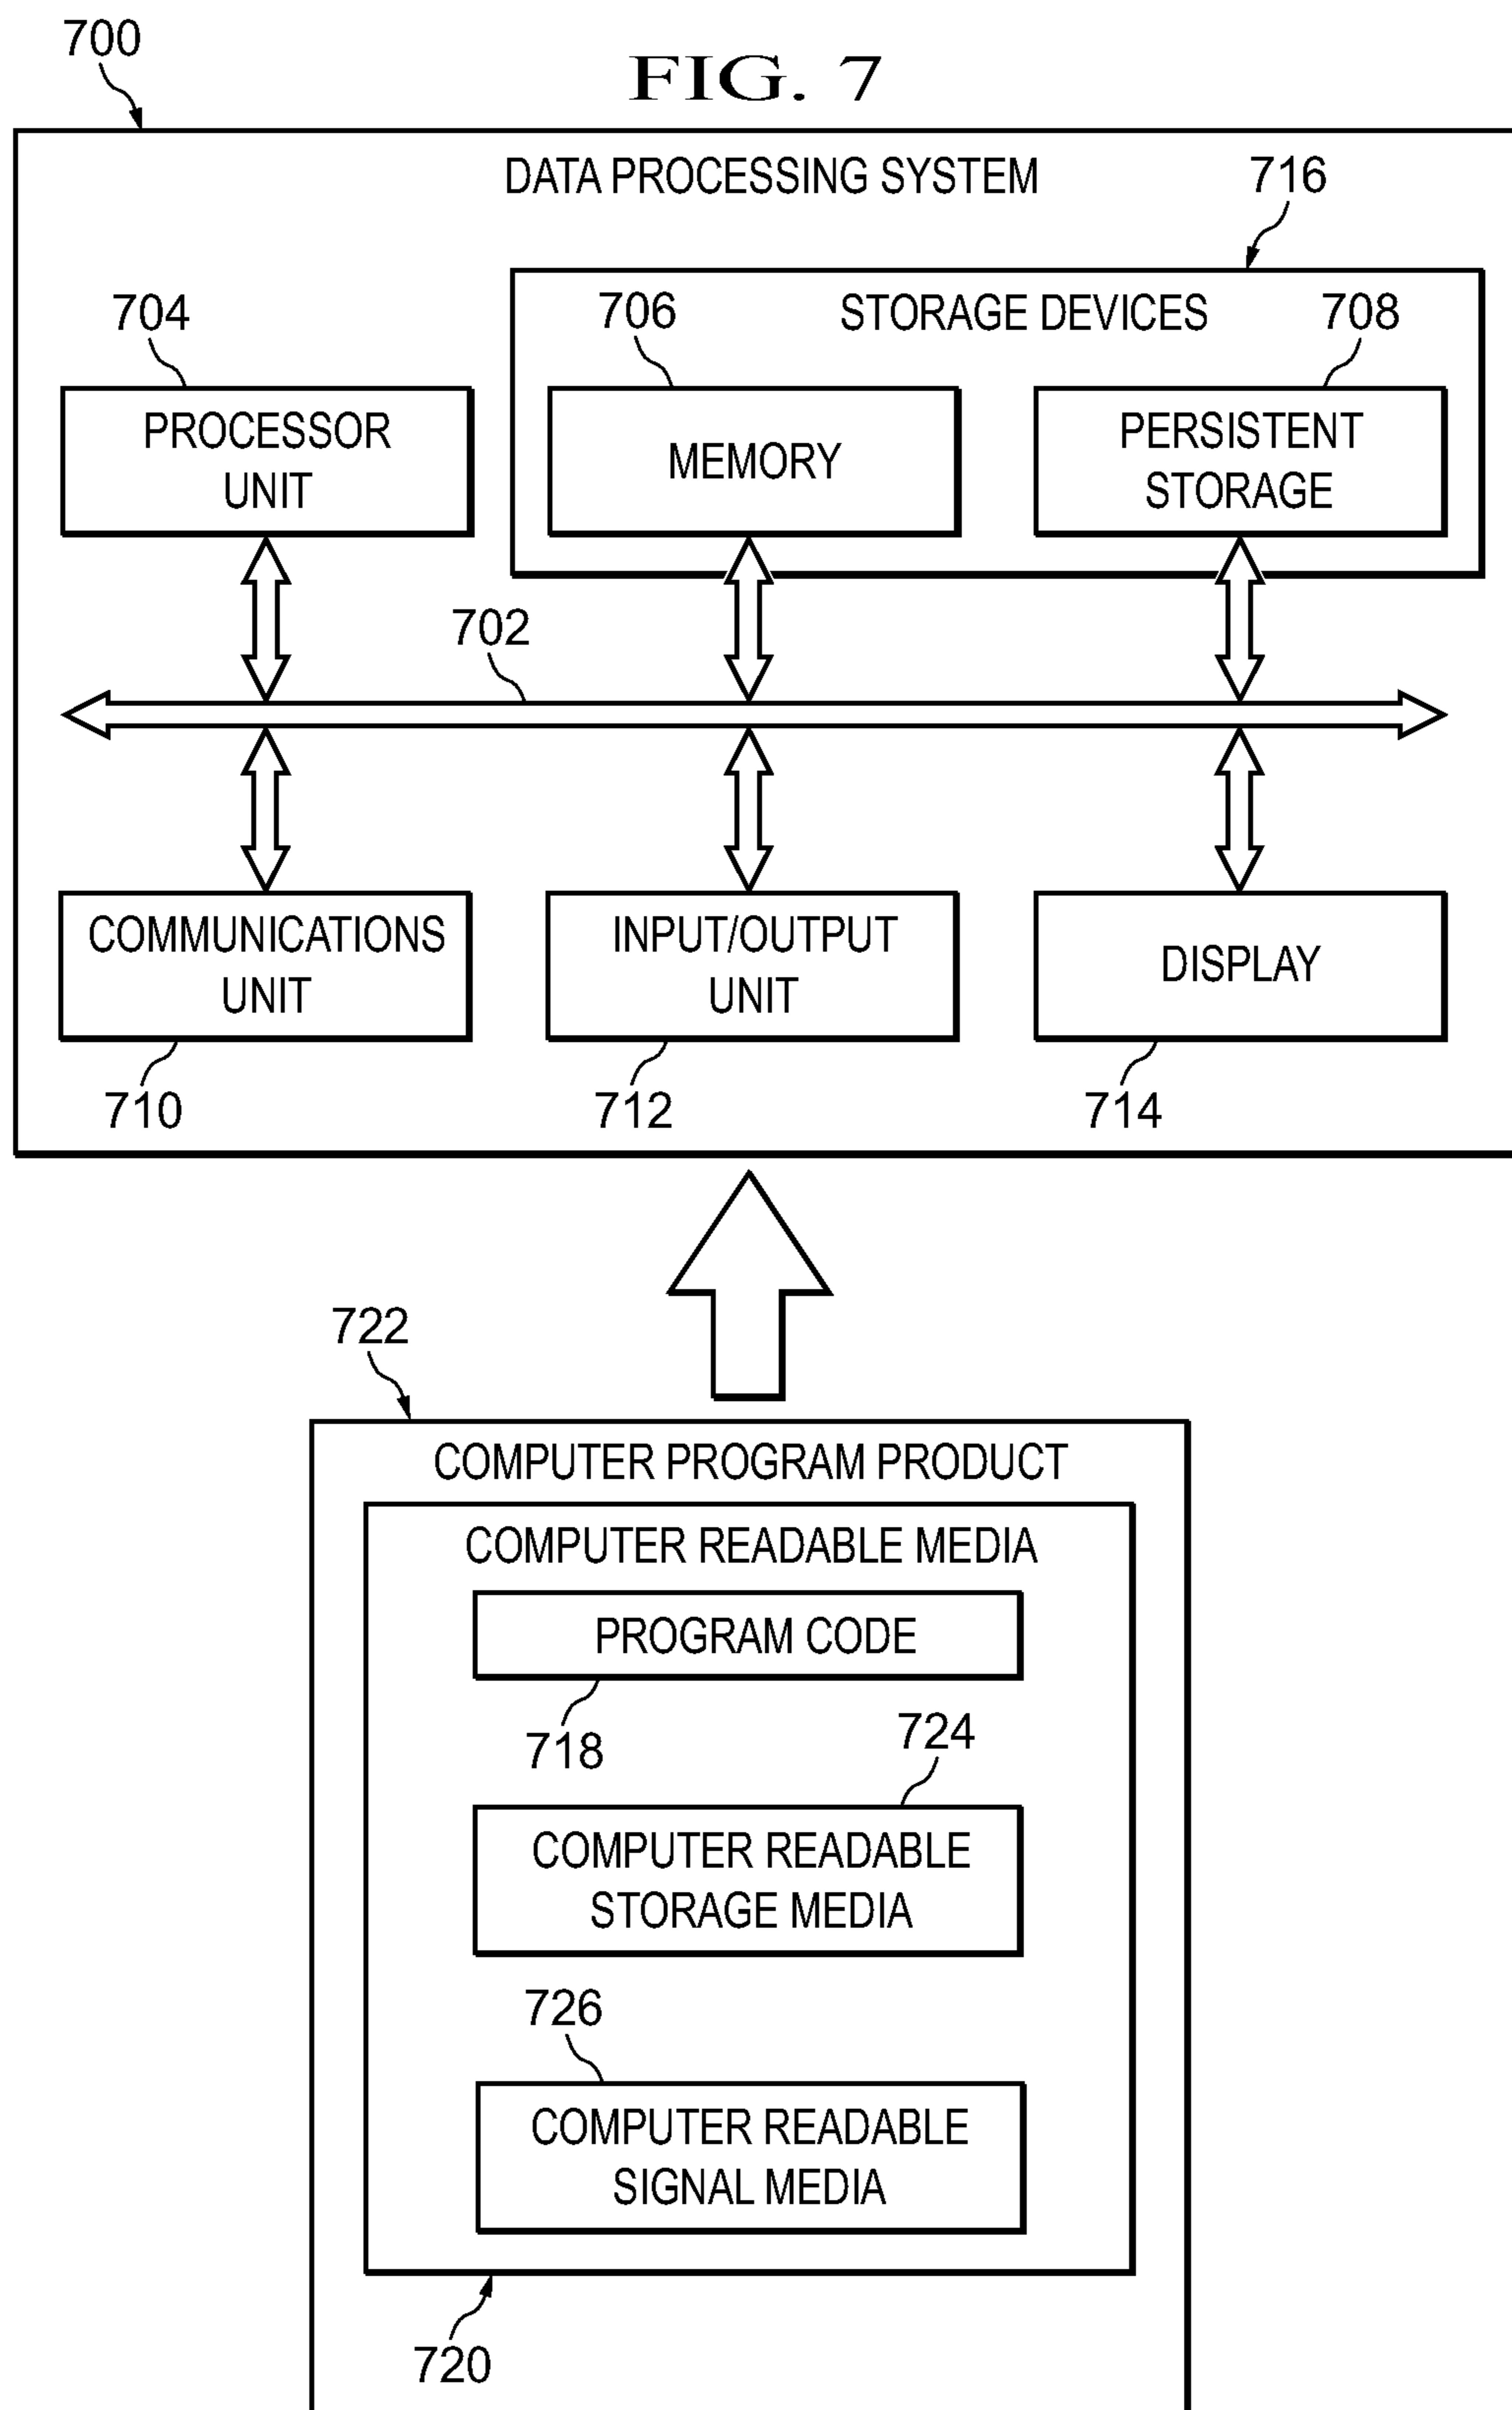 700
FIG. 7
DATA PROCESSING SYSTEM
716
704
706
STORAGE DEVICES
708
PROCESSOR
UNIT
MEMORY
PERSISTENT
STORAGE
702
COMMUNICATIONS
UNIT
INPUT/OUTPUT
UNIT
DISPLAY
710
712
714
722
COMPUTER PROGRAM PRODUCT
COMPUTER READABLE MEDIA
PROGRAM CODE
718
724
COMPUTER READABLE
STORAGE MEDIA
726
COMPUTER READABLE
SIGNAL MEDIA
720